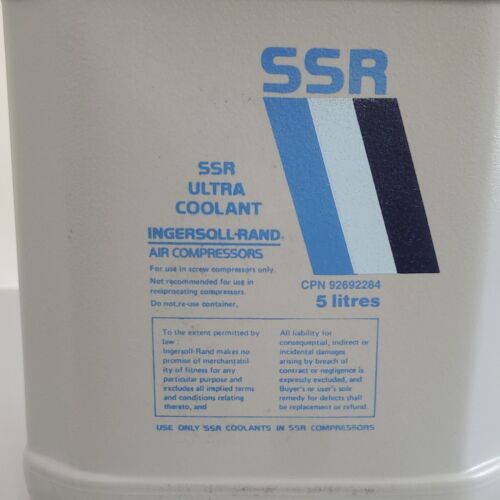 SSR
SSR
ULTRA
COOLANT
INGERSOLL-RAND®
AIR COMPRESSORS
For use in screw compressors only.
Not recommended for use in
reciprocating compressors.
Do not re-use container.
CPN 92692284
5 litres
To the extent permitted by
law :
Ingersoll-Rand makes no
promise of merchantabil-
ity of fitness for any
particular purpose and
excludes all implied terms
and conditions relating
thereto, and
All liability for
consequential, indirect or
incidental damages
arising by breach of
contract or negligence is
expressly excluded, and
Buyer's or user's sole
remedy for defects shall
be replacement or refund.
USE ONLY SSR COOLANTS IN SSR COMPRESSORS